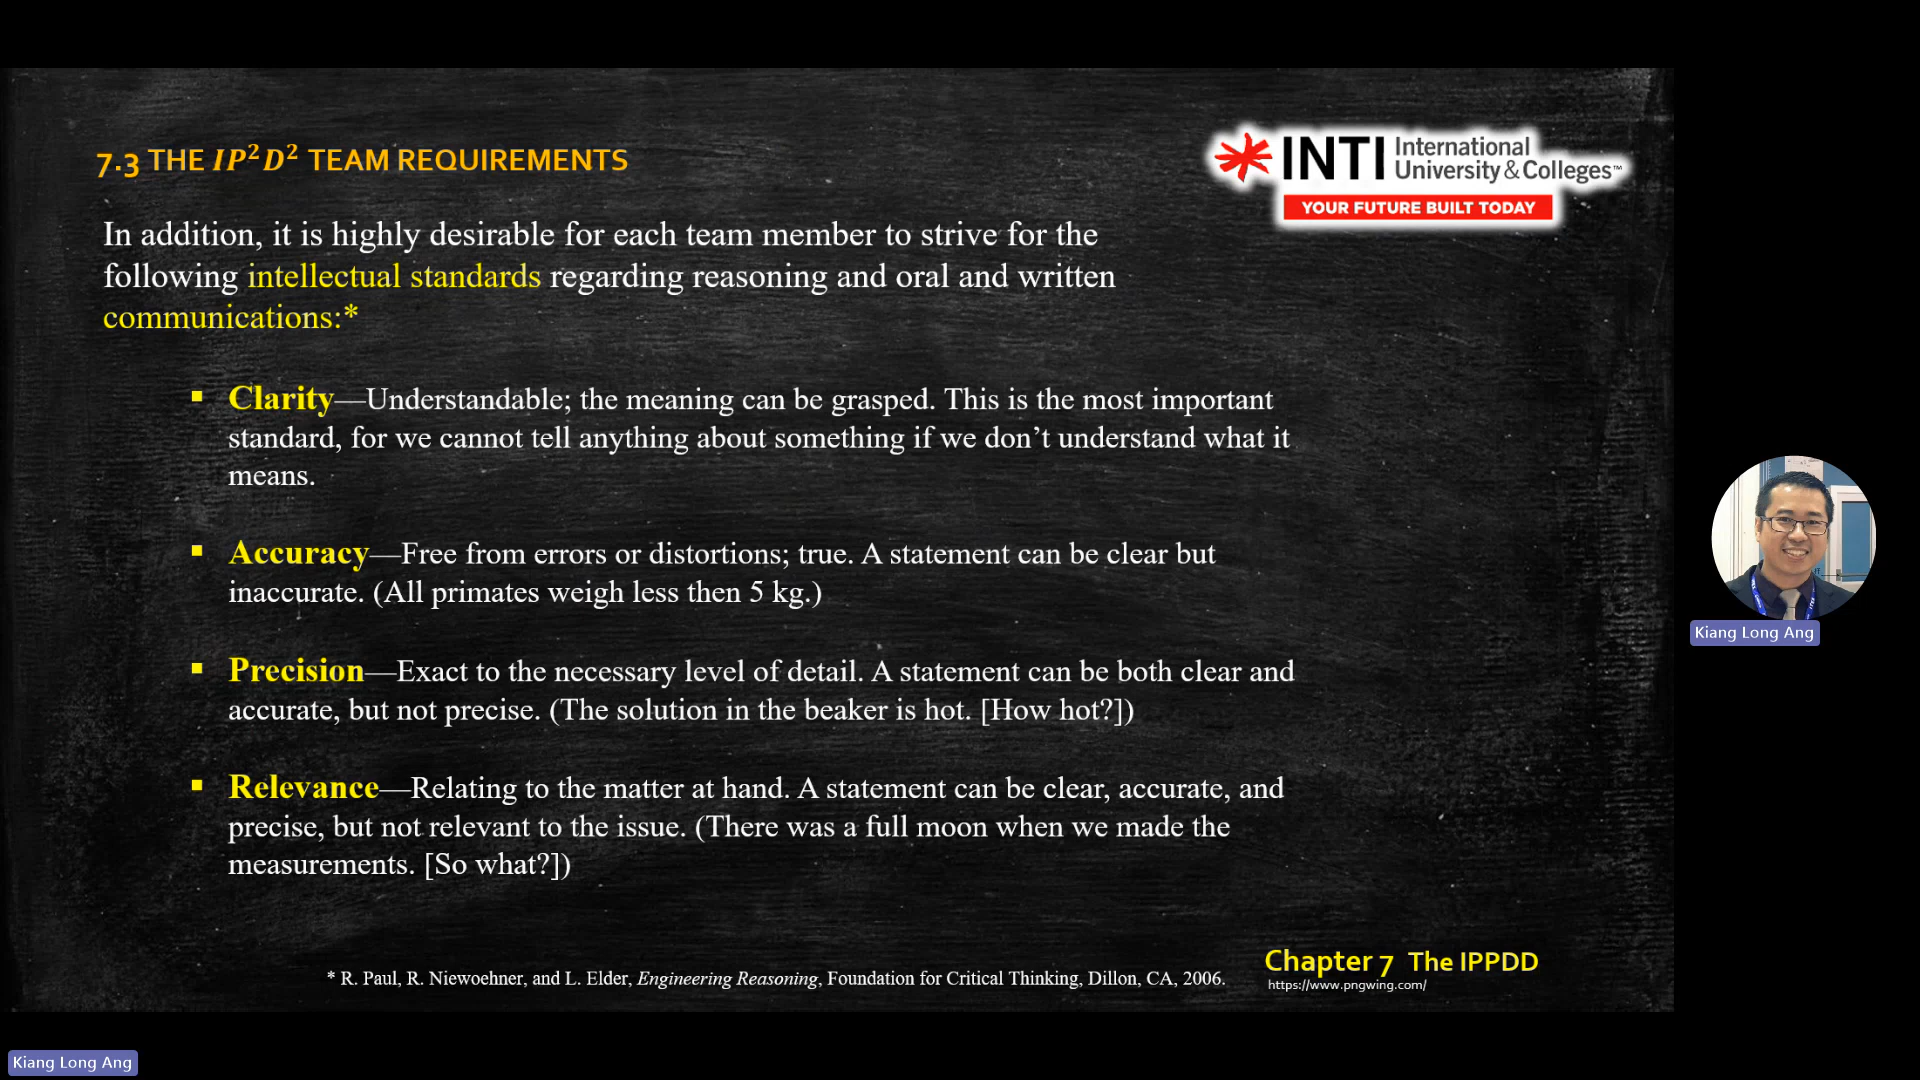 7.3 THE IP²D² TEAM REQUIREMENTS
INTI International
University & Colleges™
YOUR FUTURE BUILT TODAY
In addition, it is highly desirable for each team member to strive for the
following intellectual standards regarding reasoning and oral and written
communications:*
▪ Clarity—Understandable; the meaning can be grasped. This is the most important
standard, for we cannot tell anything about something if we don’t understand what it
means.
▪ Accuracy—Free from errors or distortions; true. A statement can be clear but
inaccurate. (All primates weigh less then 5 kg.)
▪ Precision—Exact to the necessary level of detail. A statement can be both clear and
accurate, but not precise. (The solution in the beaker is hot. [How hot?])
▪ Relevance—Relating to the matter at hand. A statement can be clear, accurate, and
precise, but not relevant to the issue. (There was a full moon when we made the
measurements. [So what?])
* R. Paul, R. Niewoehner, and L. Elder, Engineering Reasoning, Foundation for Critical Thinking, Dillon, CA, 2006.
Chapter 7 The IPPDD
https://www.pngwing.com/
Kiang Long Ang
Kiang Long Ang